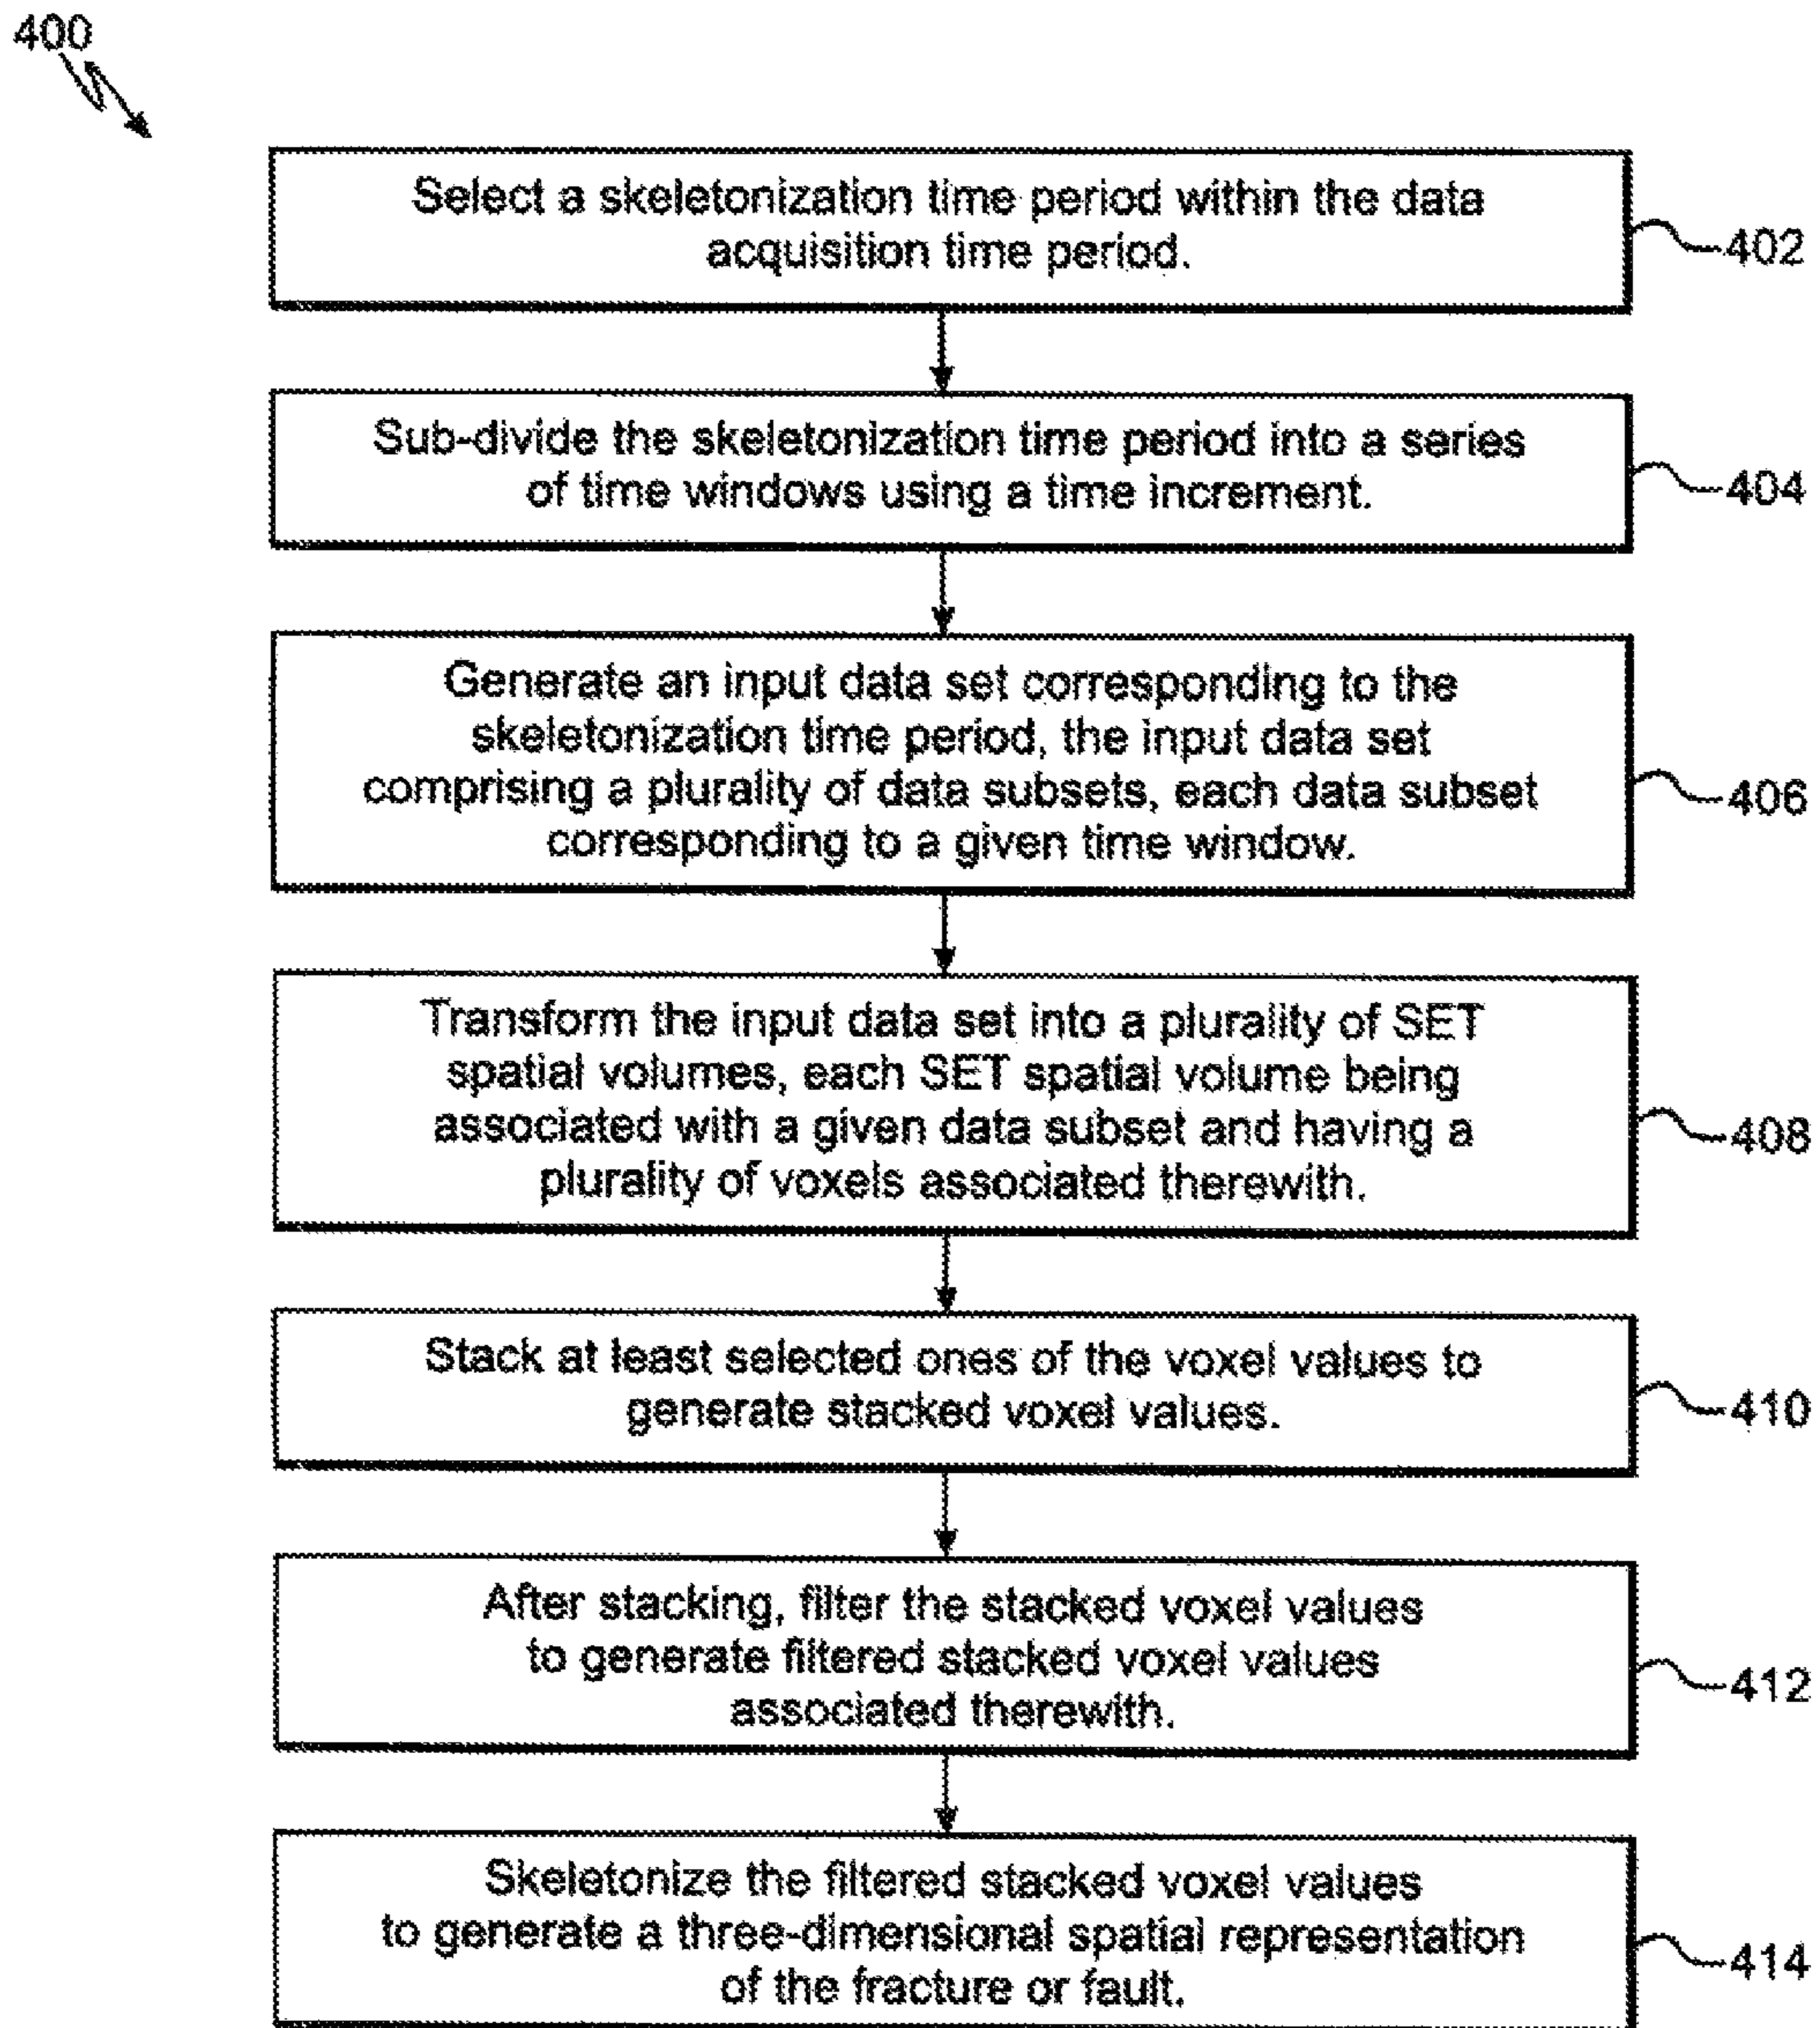 400
Select a skeletonization time period within the data
acquisition time period.
402
Sub-divide the skeletonization time period into a series
of time windows using a time increment.
404
Generate an input data set corresponding to the
skeletonization time period, the input data set
comprising a plurality of data subsets, each data subset
corresponding to a given time window.
406
Transform the input data set into a plurality of SET
spatial volumes, each SET spatial volume being
associated with a given data subset and having a
plurality of voxels associated therewith.
408
Stack at least selected ones of the voxel values to
generate stacked voxel values.
410
After stacking, filter the stacked voxel values
to generate filtered stacked voxel values
associated therewith.
412
Skeletonize the filtered stacked voxel values
to generate a three-dimensional spatial representation
of the fracture or fault.
414